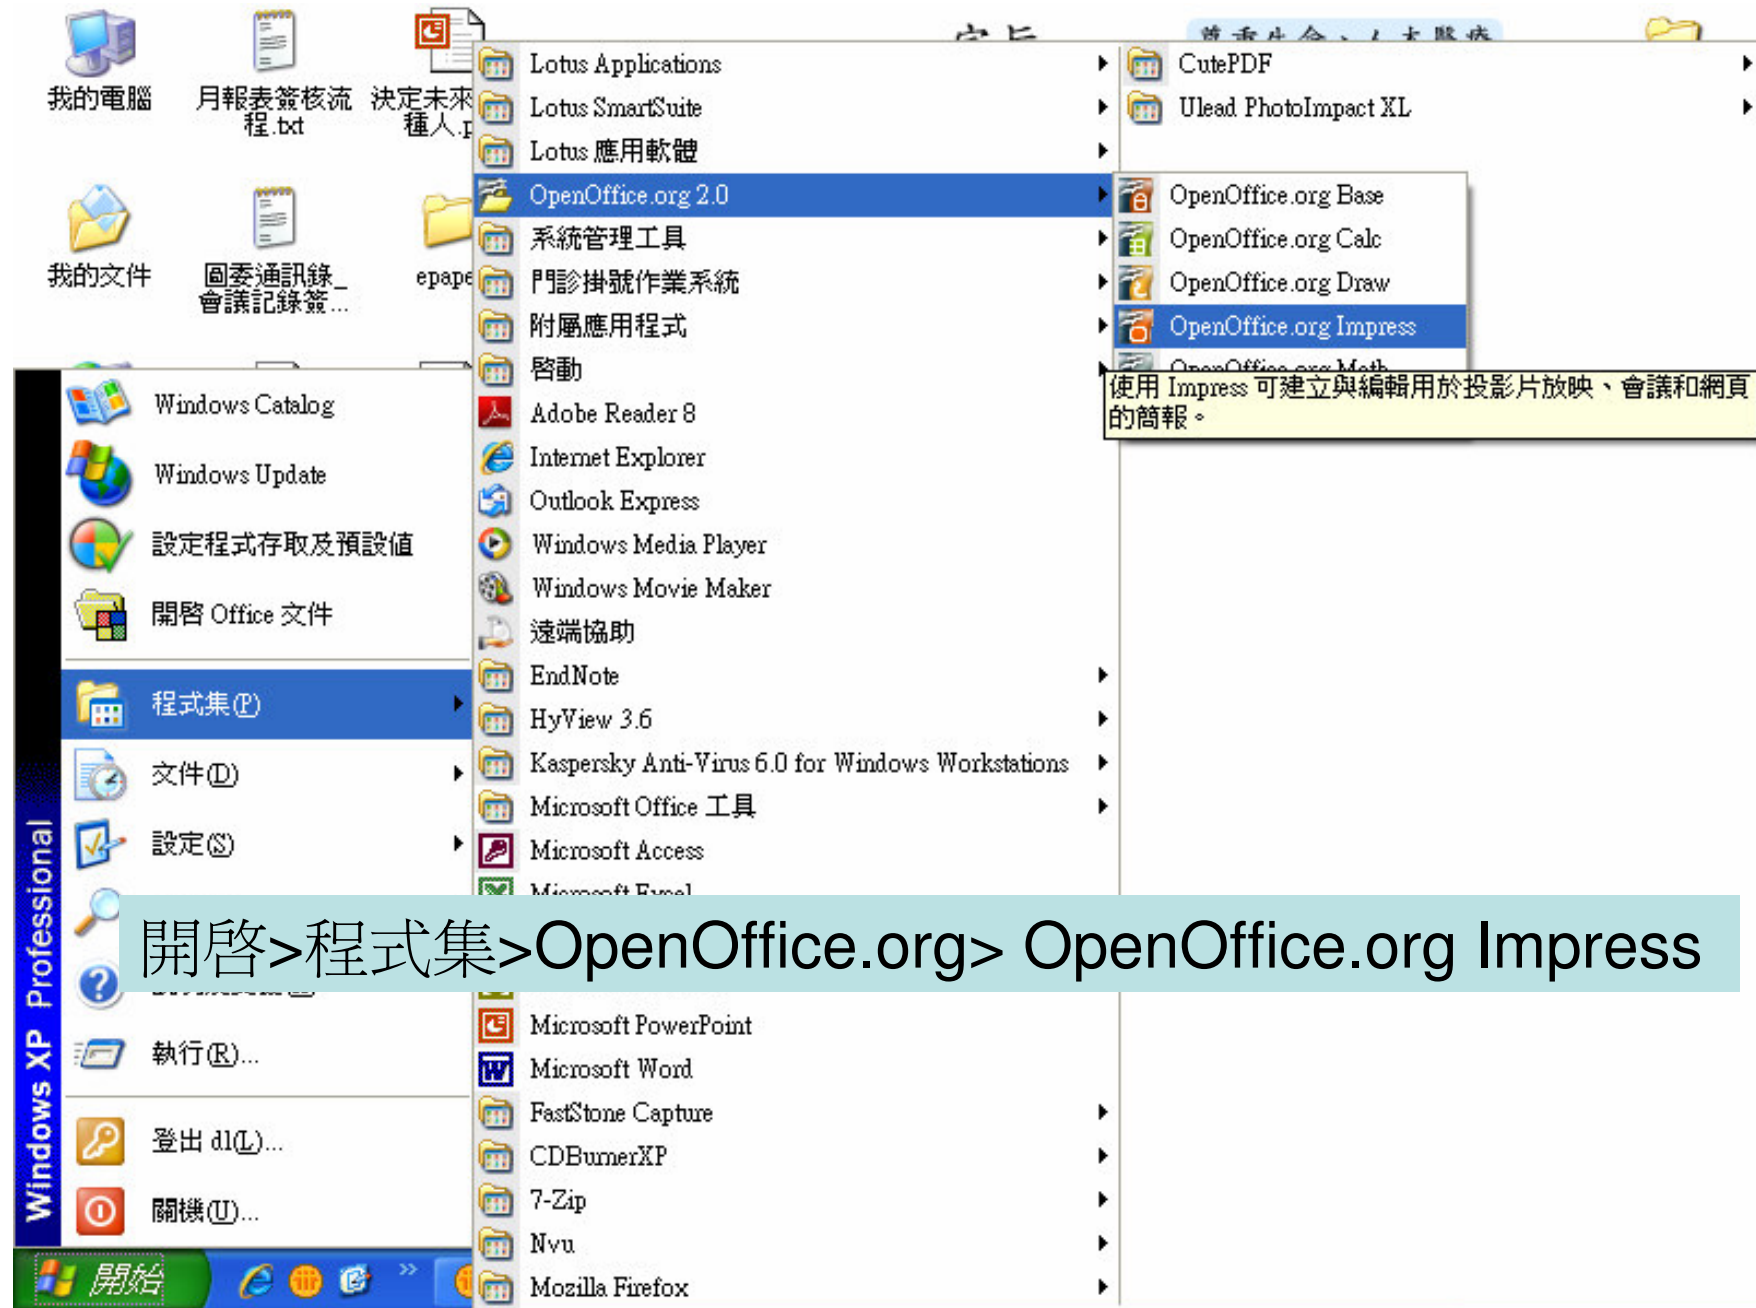 我的電腦
月報表簽核流
程.txt
決定未來
種人.p
我的文件
圖委通訊錄_
會議記錄簽...
epape
Lotus Applications
Lotus SmartSuite
Lotus 應用軟體
OpenOffice.org 2.0
系統管理工具
門診掛號作業系統
附屬應用程式
啓動
Adobe Reader 8
Internet Explorer
Outlook Express
Windows Media Player
Windows Movie Maker
遠端協助
EndNote
HyView 3.6
Kaspersky Anti-Virus 6.0 for Windows Workstations
Microsoft Office 工具
Microsoft Access
Microsoft Excel
Microsoft PowerPoint
Microsoft Word
FastStone Capture
CDBurnerXP
7-Zip
Nvu
Mozilla Firefox
CutePDF
Ulead PhotoImpact XL
OpenOffice.org Base
OpenOffice.org Calc
OpenOffice.org Draw
OpenOffice.org Impress
OpenOffice.org Math
使用 Impress 可建立與編輯用於投影片放映、會議和網頁
的簡報。
Windows Catalog
Windows Update
設定程式存取及預設值
開啓 Office 文件
程式集(P)
文件(D)
設定(S)
執行(R)...
登出 dl(L)...
關機(U)...
Windows XP Professional
開始
開啓>程式集>OpenOffice.org> OpenOffice.org Impress